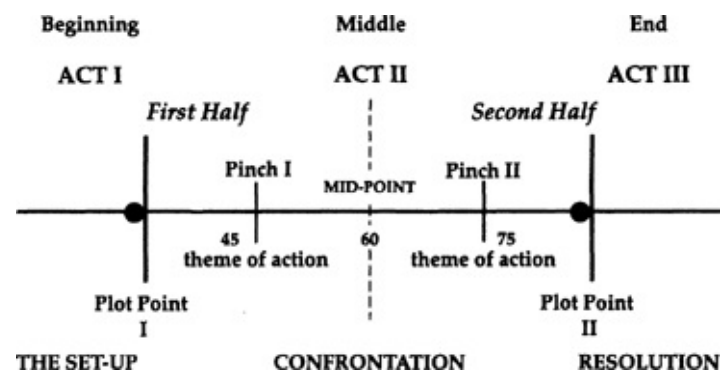 Beginning Middle End
ACT I ACT II ACT III
First Half Second Half
Pinch I MID-POINT Pinch II
45 60 75
theme of action theme of action
Plot Point I Plot Point II
THE SET-UP CONFRONTATION RESOLUTION